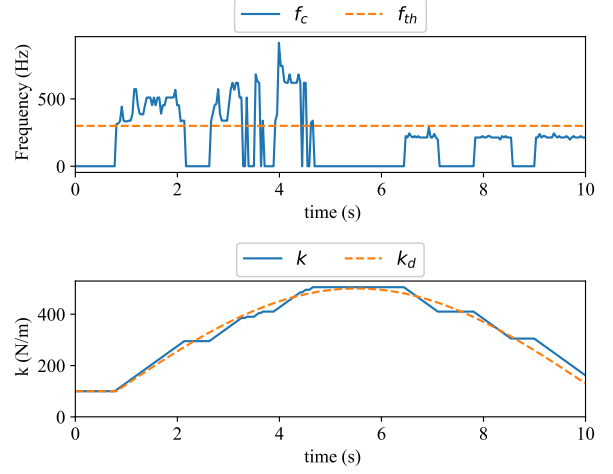 f_c f_th
Frequency (Hz)
500
0
0 2 4 6 8 10
time (s)
k k_d
k (N/m)
400
200
0
0 2 4 6 8 10
time (s)